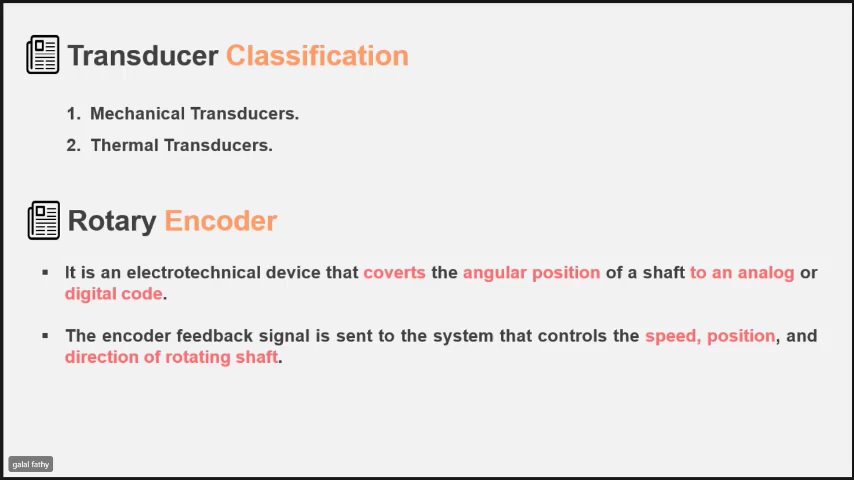 Transducer Classification
1. Mechanical Transducers.
2. Thermal Transducers.
Rotary Encoder
▪ It is an electrotechnical device that coverts the angular position of a shaft to an analog or
digital code.
▪ The encoder feedback signal is sent to the system that controls the speed, position, and
direction of rotating shaft.
galal fathy